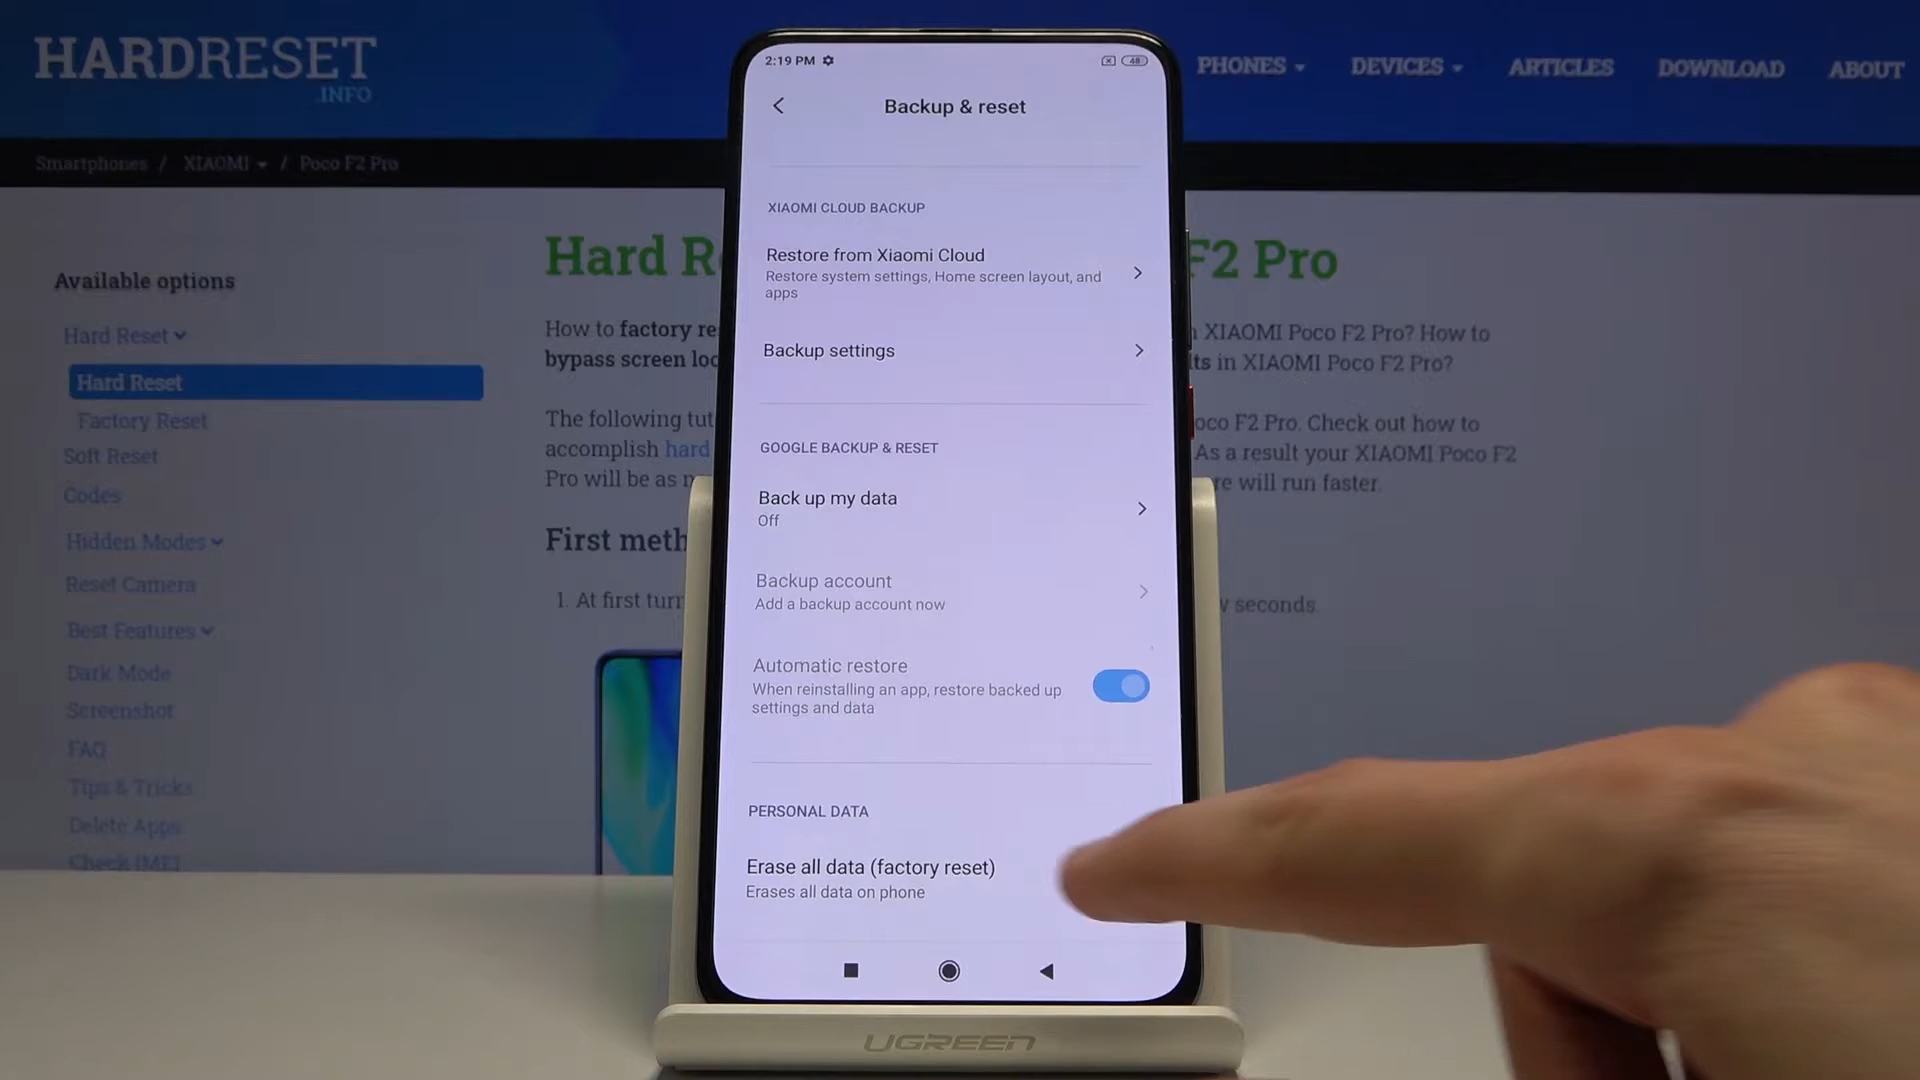 HARDRESET
.INFO
PHONES
DEVICES
ARTICLES
DOWNLOAD
ABOUT
Smartphones / XIAOMI / Poco F2 Pro
Available options
Hard Reset
Hard Reset
Factory Reset
Soft Reset
Codes
Hidden Modes
Reset Camera
Best Features
Dark Mode
Screenshot
FAQ
Tips & Tricks
Delete Apps
Check IMEI
Hard R
F2 Pro
How to factory re
XIAOMI Poco F2 Pro? How to
bypass screen loc
in XIAOMI Poco F2 Pro?
The following tut
oco F2 Pro. Check out how to
accomplish hard
As a result your XIAOMI Poco F2
Pro will be as n
re will run faster.
First meth
1. At first turn
w seconds.
2:19 PM
48
Backup & reset
XIAOMI CLOUD BACKUP
Restore from Xiaomi Cloud
Restore system settings, Home screen layout, and
apps
Backup settings
GOOGLE BACKUP & RESET
Back up my data
Off
Backup account
Add a backup account now
Automatic restore
When reinstalling an app, restore backed up
settings and data
PERSONAL DATA
Erase all data (factory reset)
Erases all data on phone
UGREEN